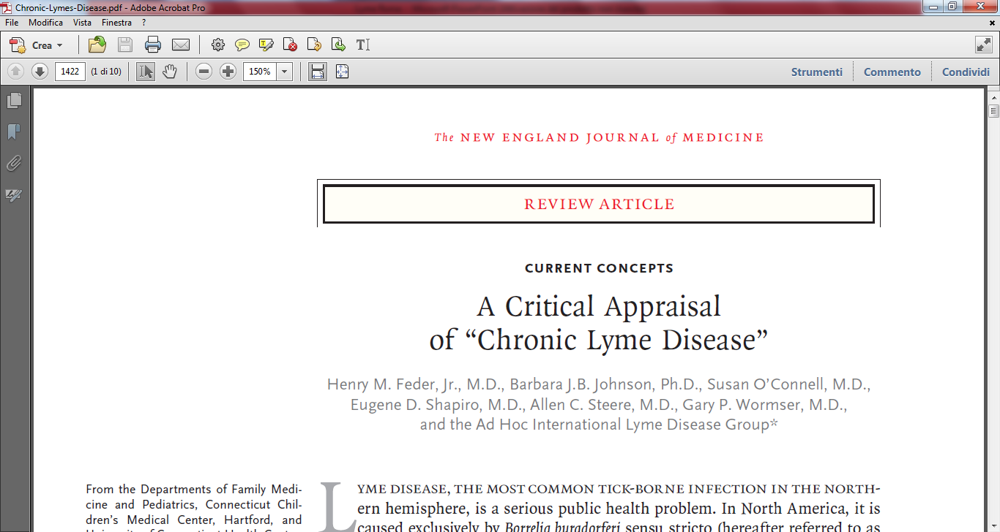 Chronic-Lymes-Disease.pdf - Adobe Acrobat Pro
File Modifica Vista Finestra ?
Crea
1422 (1 di 10) 150% Strumenti Commento Condividi
The NEW ENGLAND JOURNAL of MEDICINE
REVIEW ARTICLE
CURRENT CONCEPTS
A Critical Appraisal
of “Chronic Lyme Disease”
Henry M. Feder, Jr., M.D., Barbara J.B. Johnson, Ph.D., Susan O’Connell, M.D.,
Eugene D. Shapiro, M.D., Allen C. Steere, M.D., Gary P. Wormser, M.D.,
and the Ad Hoc International Lyme Disease Group*
From the Departments of Family Medi-
cine and Pediatrics, Connecticut Chil-
dren’s Medical Center, Hartford, and
LYME DISEASE, THE MOST COMMON TICK-BORNE INFECTION IN THE NORTH-
ern hemisphere, is a serious public health problem. In North America, it is
caused exclusively by Borrelia burgdorferi sensu stricto (hereafter referred to as